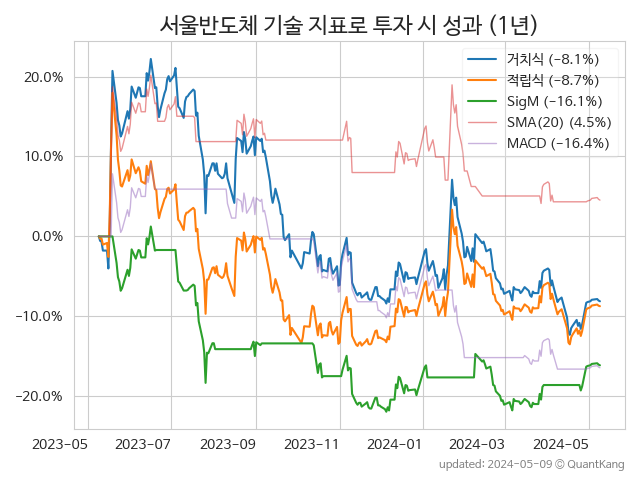 서울반도체 기술 지표로 투자 시 성과 (1년)
거치식 (−8.1%)
적립식 (−8.7%)
SigM (−16.1%)
SMA(20) (4.5%)
MACD (−16.4%)
20.0%
10.0%
0.0%
−10.0%
−20.0%
2023-05
2023-07
2023-09
2023-11
2024-01
2024-03
2024-05
updated: 2024-05-09 © QuantKang